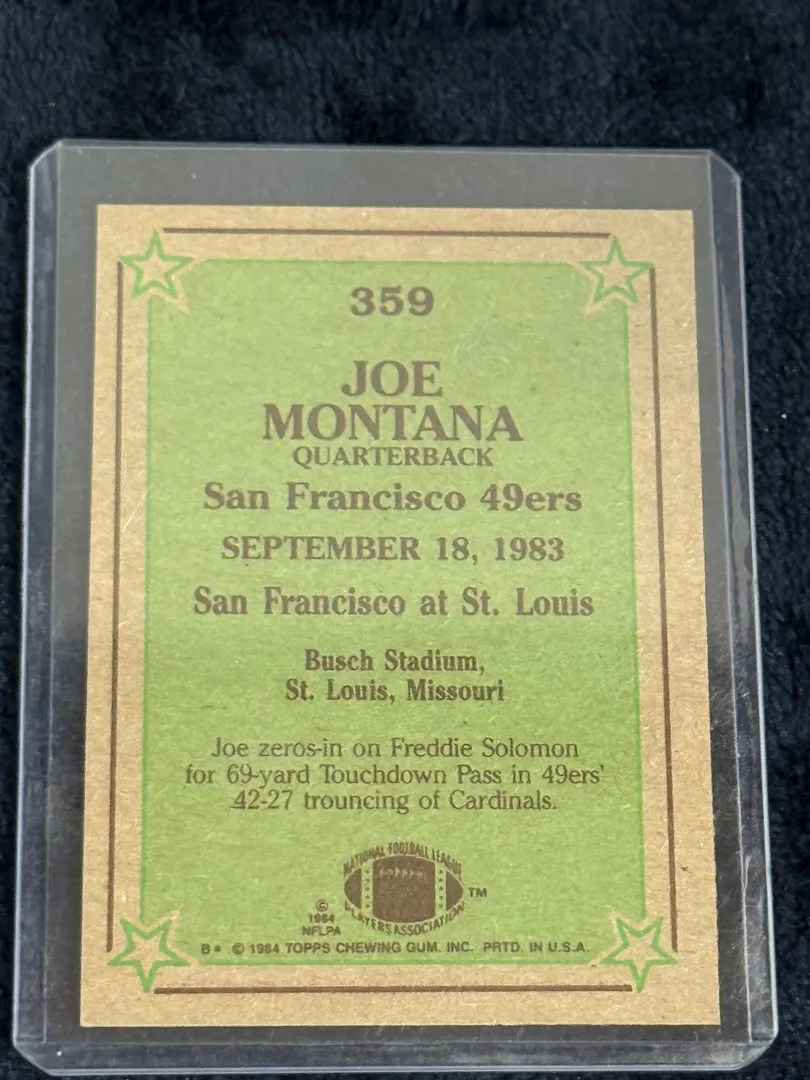 359
JOE
MONTANA
QUARTERBACK
San Francisco 49ers
SEPTEMBER 18, 1983
San Francisco at St. Louis
Busch Stadium,
St. Louis, Missouri
Joe zeros-in on Freddie Solomon
for 69-yard Touchdown Pass in 49ers'
42-27 trouncing of Cardinals.
NATIONAL FOOTBALL LEAGUE
PLAYERS ASSOCIATION
TM
©
1984
NFLPA
B* © 1984 TOPPS CHEWING GUM. INC. PRTD. IN U.S.A.